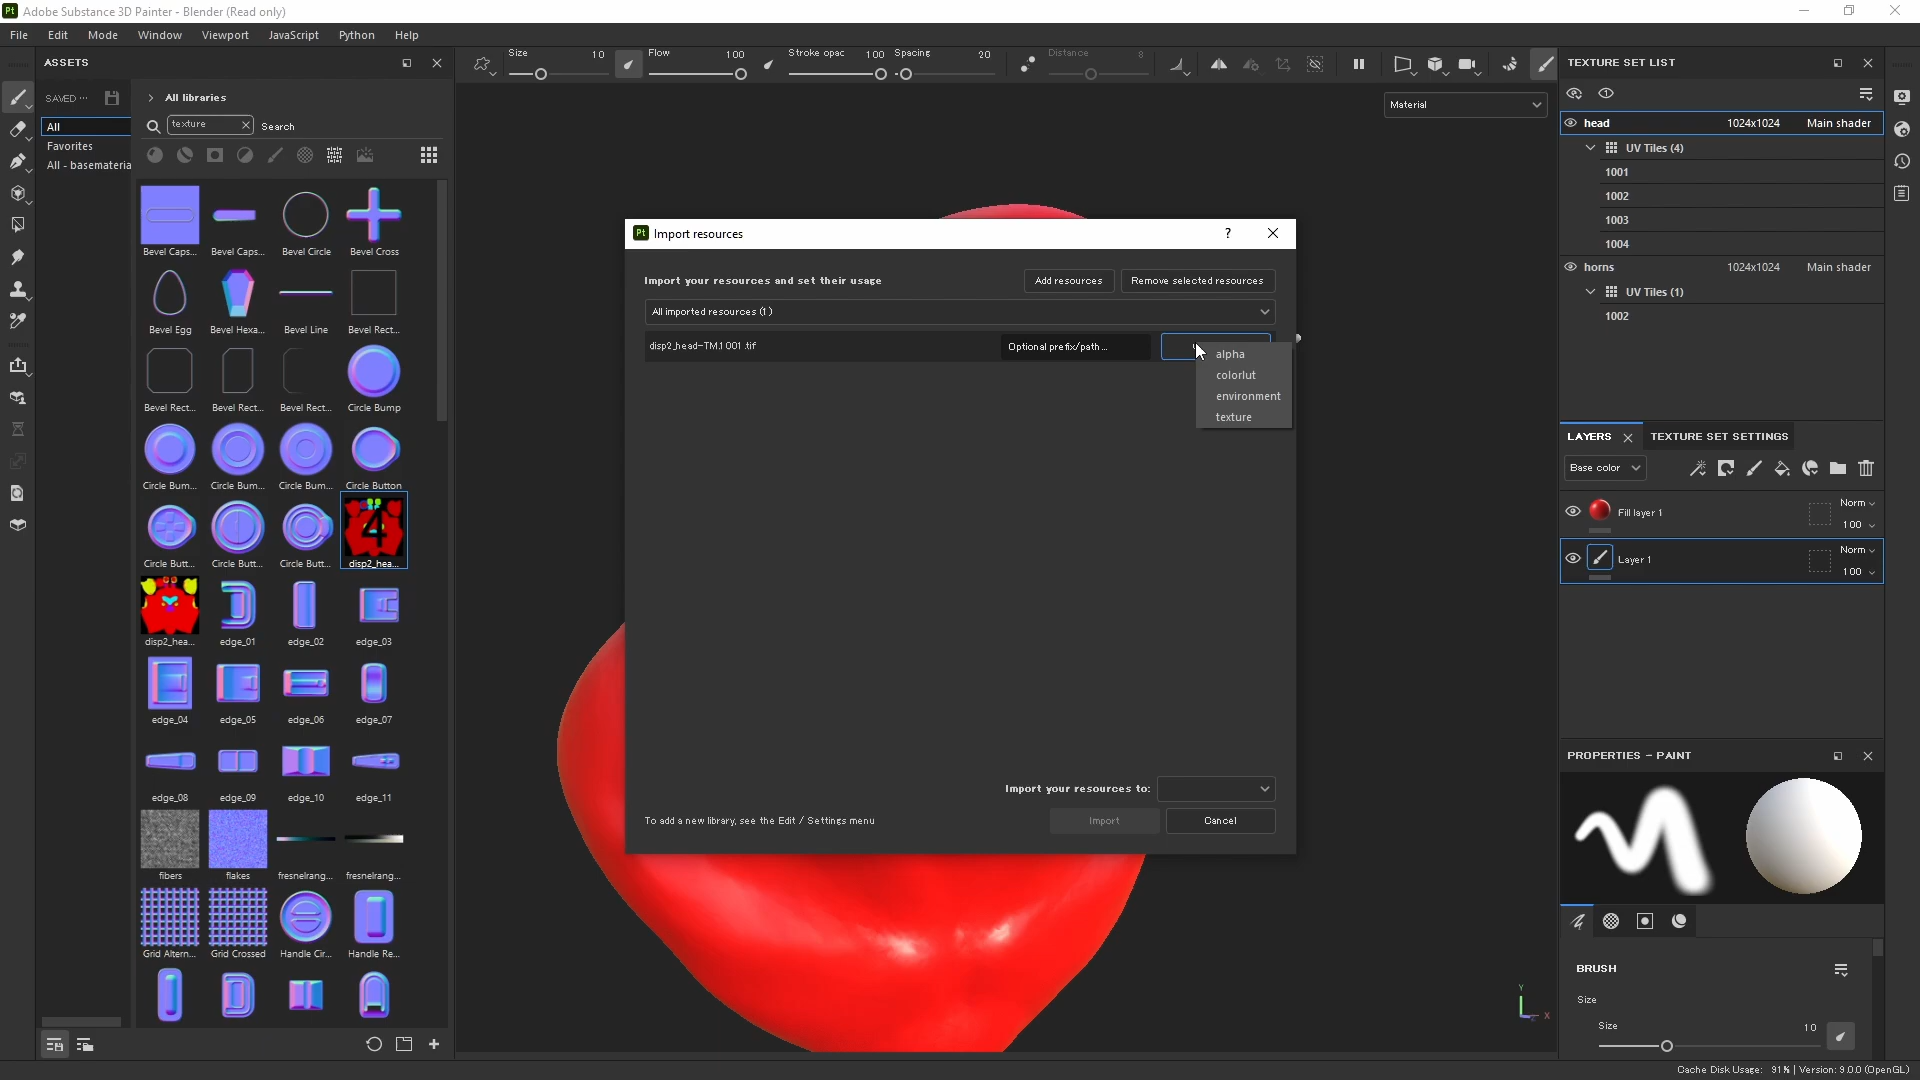 Pt Adobe Substance 3D Painter - Blender (Read only)
File Edit Mode Window Viewport JavaScript Python Help
ASSETS
Size 10 Flow 100 Stroke opac 100 Spacing 20 Distance 8
TEXTURE SET LIST
SAVED ...
All libraries
All
Favorites
All - basemateria
texture
Search
Material
head 1024x1024 Main shader
UV Tiles (4)
1001
1002
1003
1004
horns 1024x1024 Main shader
UV Tiles (1)
1002
Bevel Caps... Bevel Caps... Bevel Circle Bevel Cross
Bevel Egg Bevel Hexa... Bevel Line Bevel Rect...
Bevel Rect... Bevel Rect... Bevel Rect... Circle Bump
Circle Bum... Circle Bum... Circle Bum... Circle Button
4
Circle Butt... Circle Butt... Circle Butt... disp2_hea...
disp2_hea... edge_01 edge_02 edge_03
edge_04 edge_05 edge_06 edge_07
edge_08 edge_09 edge_10 edge_11
fibers flakes fresnelrang... fresnelrang...
Grid Altern... Grid Crossed Handle Cir... Handle Re...
Pt Import resources ?
Import your resources and set their usage
Add resources
Remove selected resources
All imported resources (1)
disp2_head-TM.1001.tif
Optional prefix/path...
alpha
colorlut
environment
texture
Import your resources to:
To add a new library, see the Edit / Settings menu
Import
Cancel
LAYERS
TEXTURE SET SETTINGS
Base color
Fill layer 1
Norm
100
Layer 1
Norm
100
PROPERTIES - PAINT
BRUSH
Size
Size 10
Y
X
Cache Disk Usage: 91% | Version: 9.0.0 (OpenGL)